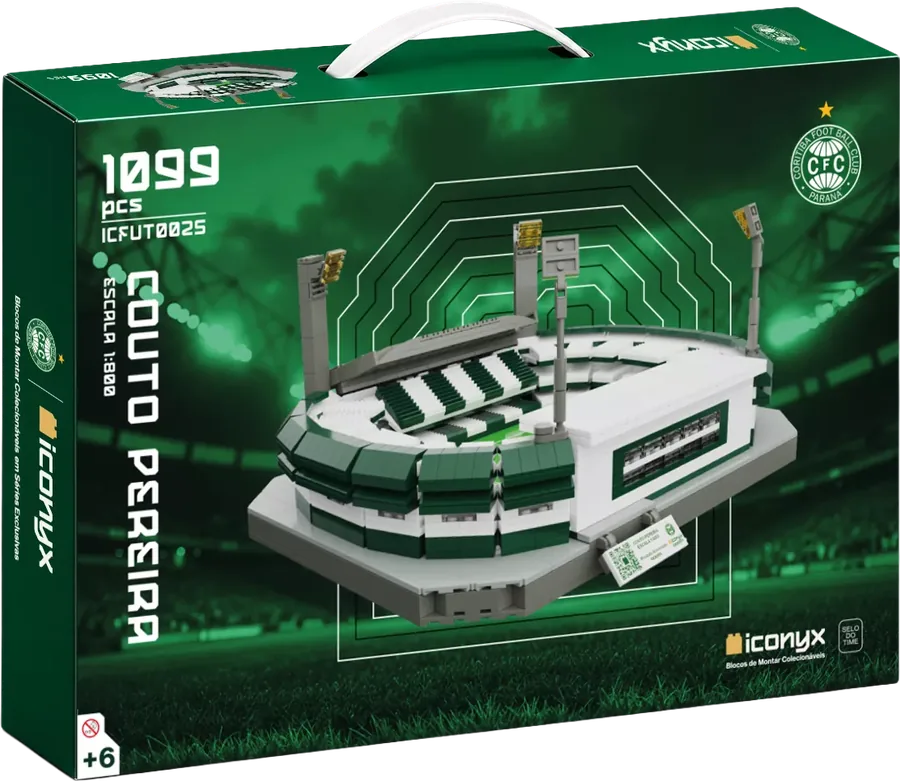 1099 pcs
iconyx
1099
pcs
ICFUT0025
COUTO PEREIRA
ESCALA 1:800
CORITIBA FOOT BALL CLUB
CFC
PARANÁ
Blocos de Montar Colecionáveis em Séries Exclusivas
CFC
iconyx
iconyx
Blocos de Montar Colecionáveis
SELO
DO
TIME
+6